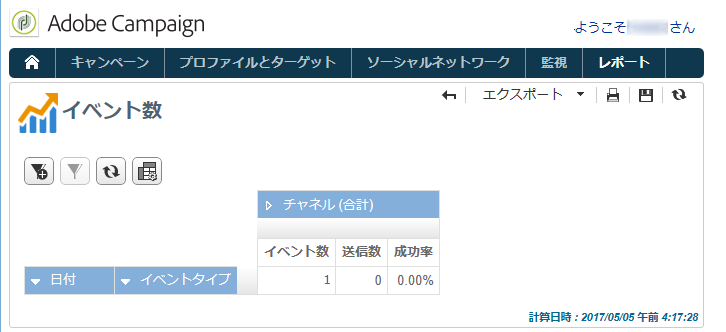 Adobe Campaign
ようこそ さん
キャンペーン プロファイルとターゲット ソーシャルネットワーク 監視 レポート
イベント数
エクスポート
チャネル (合計)
イベント数 送信数 成功率
日付 イベントタイプ 1 0 0.00%
計算日時 : 2017/05/05 午前 4:17:28